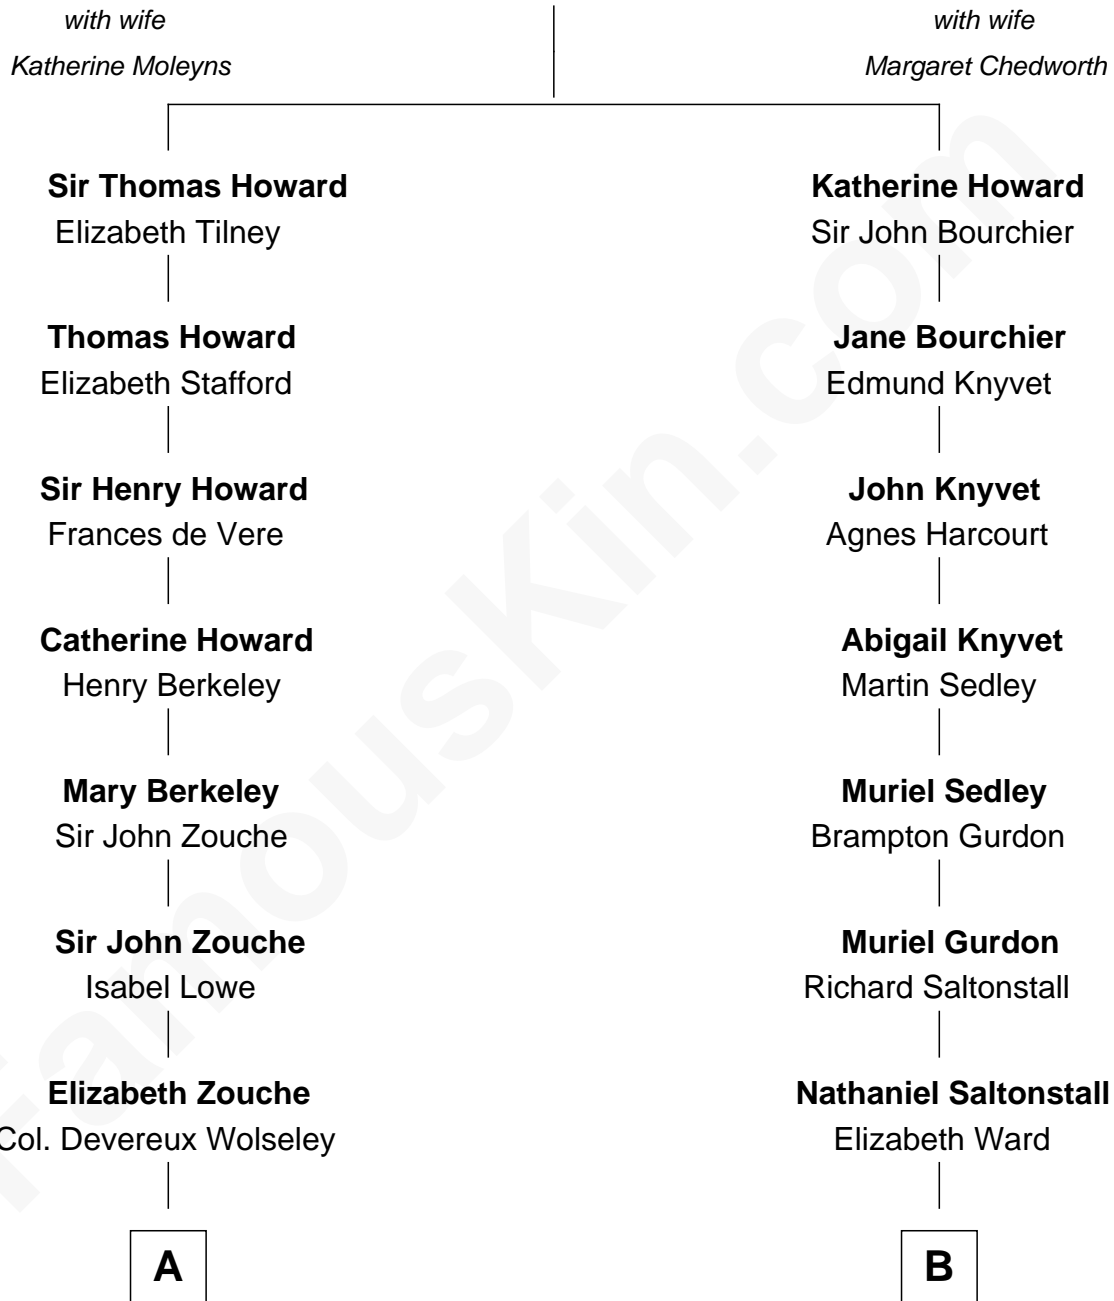 with wife
Katherine Moleyns
with wife
Margaret Chedworth
Sir Thomas Howard
Elizabeth Tilney
Katherine Howard
Sir John Bourchier
Thomas Howard
Elizabeth Stafford
Jane Bourchier
Edmund Knyvet
Sir Henry Howard
Frances de Vere
John Knyvet
Agnes Harcourt
Catherine Howard
Henry Berkeley
Abigail Knyvet
Martin Sedley
Mary Berkeley
Sir John Zouche
Muriel Sedley
Brampton Gurdon
Sir John Zouche
Isabel Lowe
Muriel Gurdon
Richard Saltonstall
Elizabeth Zouche
Col. Devereux Wolseley
Nathaniel Saltonstall
Elizabeth Ward
A
B
FamousKin.com